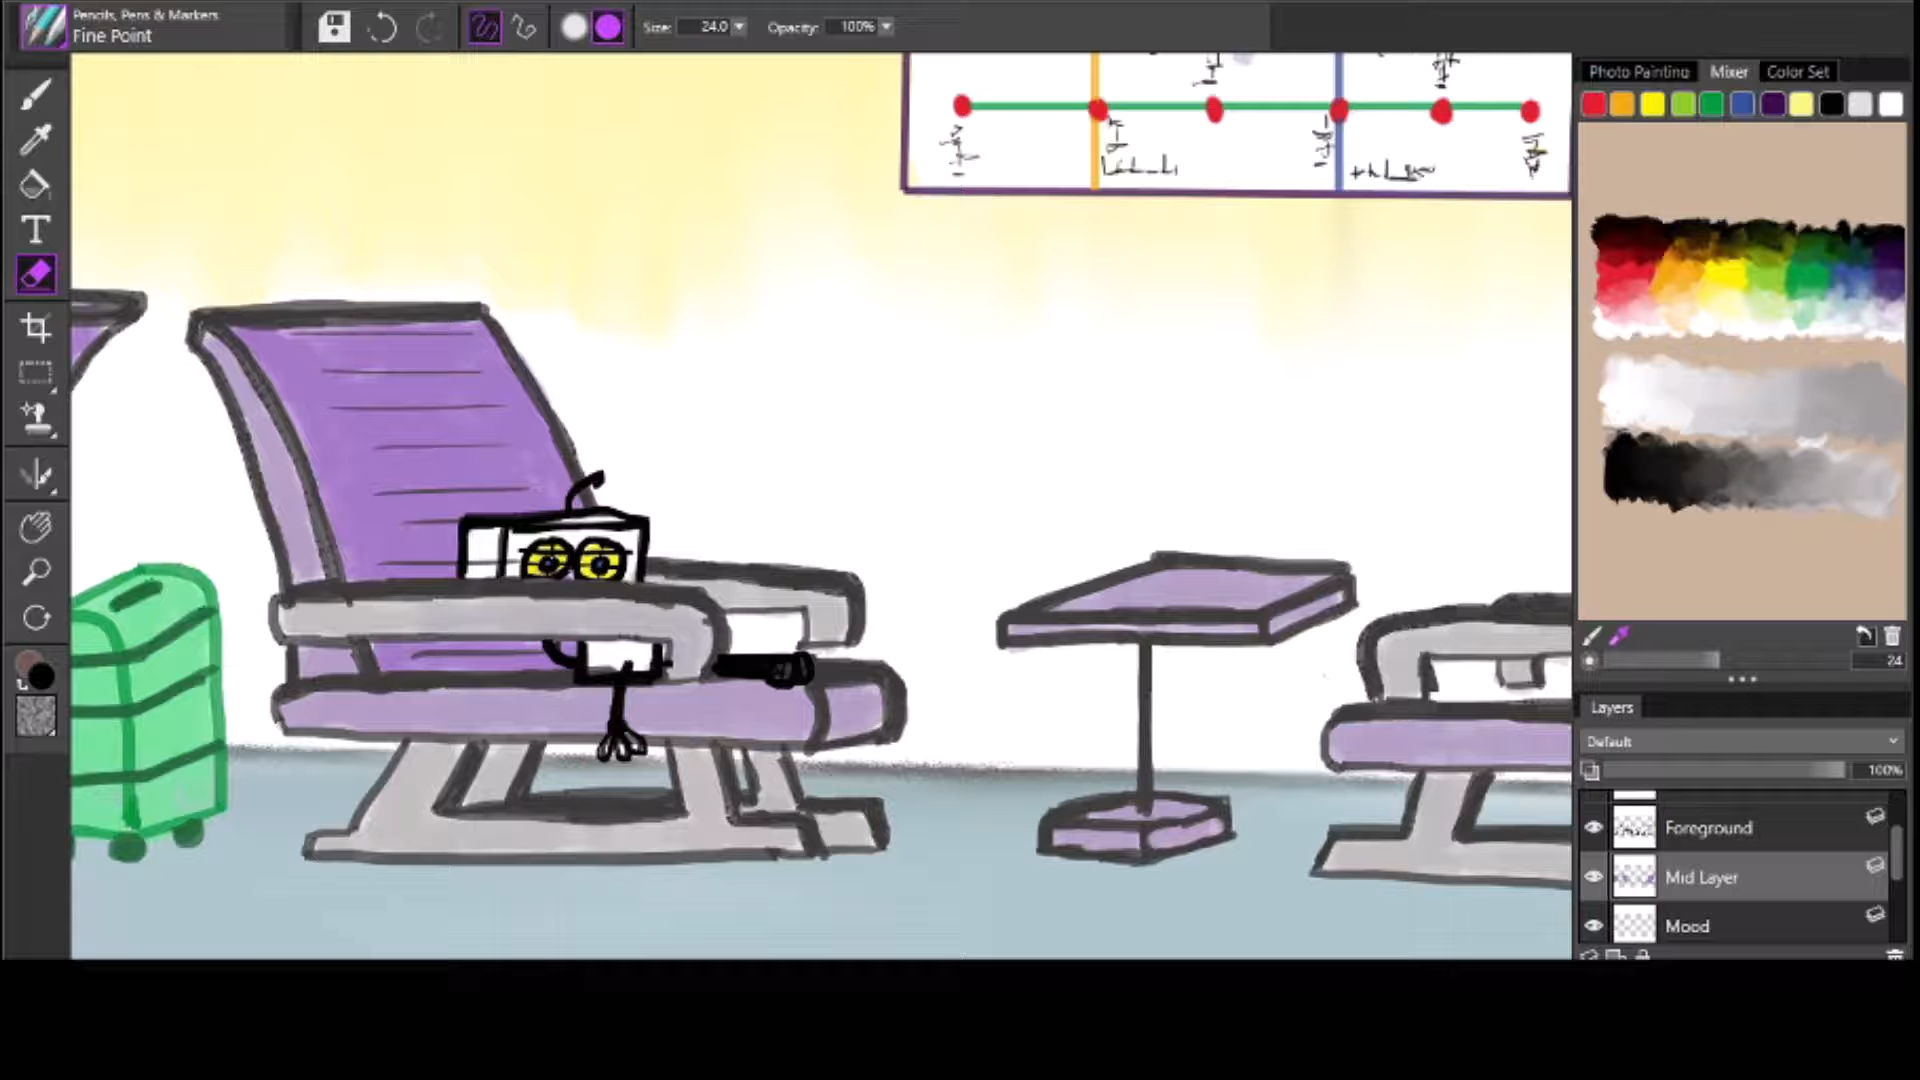 Pencils, Pens & Markers
Fine Point
Size: 24.0
Opacity: 100%
Photo Painting Mixer Color Set
24
Layers
Default
100%
Foreground
Mid Layer
Mood